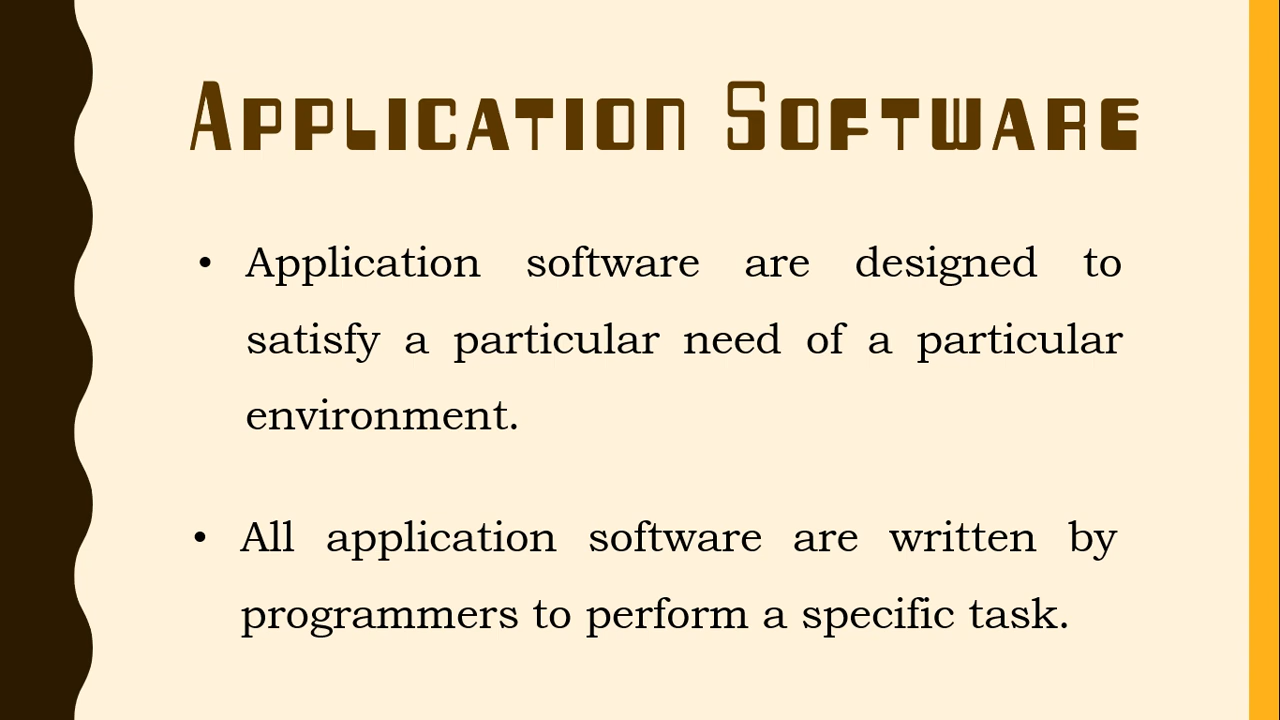 Application Software
• Application software are designed to
satisfy a particular need of a particular
environment.
• All application software are written by
programmers to perform a specific task.